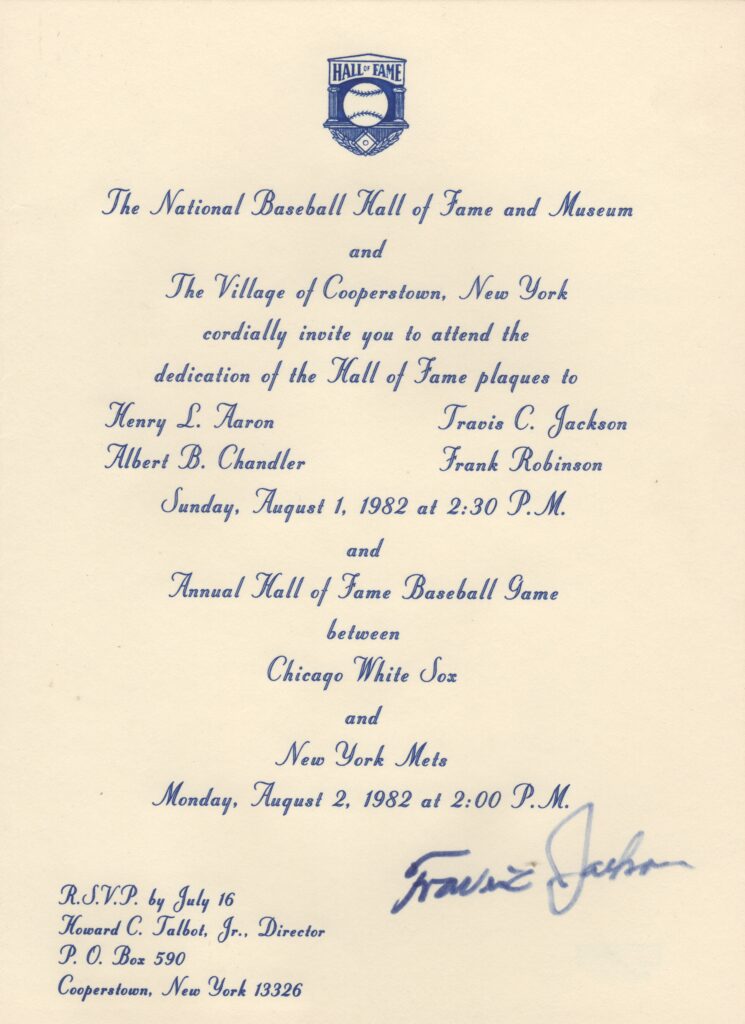 HALL OF FAME
The National Baseball Hall of Fame and Museum
and
The Village of Cooperstown, New York
cordially invite you to attend the
dedication of the Hall of Fame plaques to
Henry L. Aaron Travis C. Jackson
Albert B. Chandler Frank Robinson
Sunday, August 1, 1982 at 2:30 P.M.
and
Annual Hall of Fame Baseball Game
between
Chicago White Sox
and
New York Mets
Monday, August 2, 1982 at 2:00 P.M.
Travis Jackson
R.S.V.P. by July 16
Howard C. Talbot, Jr., Director
P. O. Box 590
Cooperstown, New York 13326